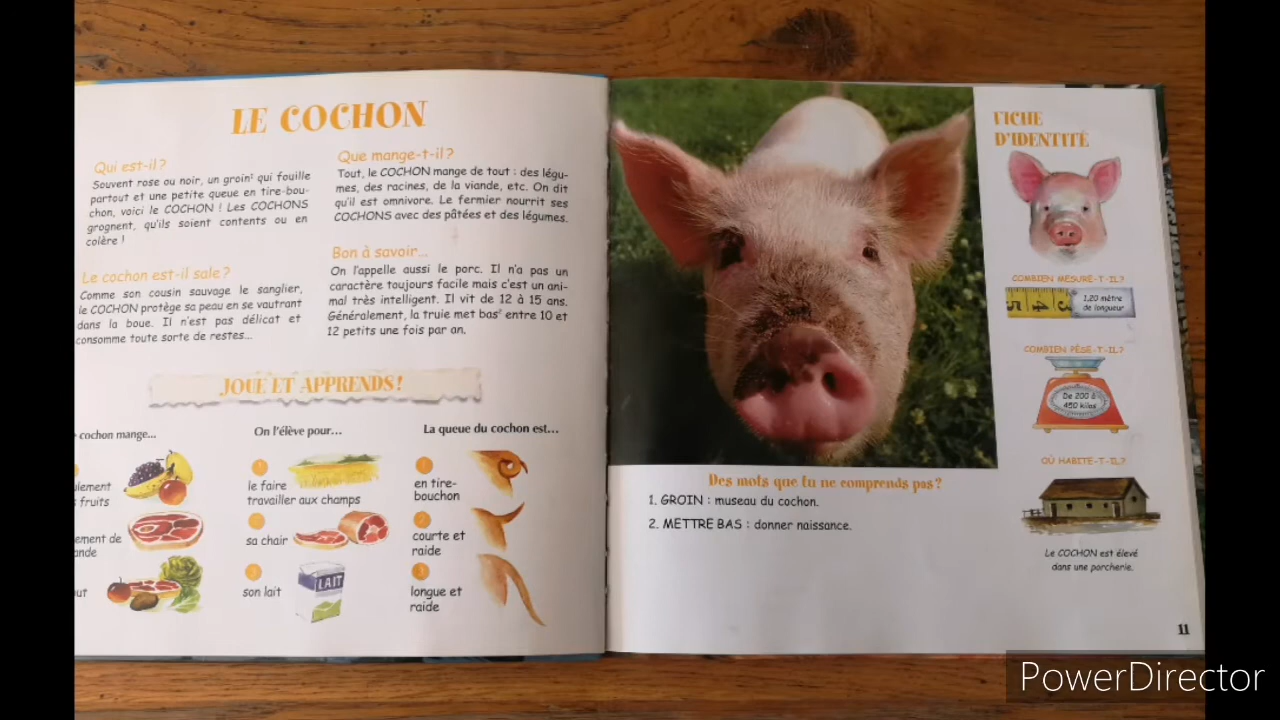 LE COCHON
Qui est-il ?
Souvent rose ou noir, un groin¹ qui fouille
partout et une petite queue en tire-bou-
chon, voici le COCHON ! Les COCHONS
grognent, qu'ils soient contents ou en
colère !
Le cochon est-il sale ?
Comme son cousin sauvage le sanglier,
le COCHON protège sa peau en se vautrant
dans la boue. Il n'est pas délicat et
consomme toute sorte de restes...
Que mange-t-il ?
Tout, le COCHON mange de tout : des légu-
mes, des racines, de la viande, etc. On dit
qu'il est omnivore. Le fermier nourrit ses
COCHONS avec des pâtées et des légumes.
Bon à savoir...
On l'appelle aussi le porc. Il n'a pas un
caractère toujours facile mais c'est un ani-
mal très intelligent. Il vit de 12 à 15 ans.
Généralement, la truie met bas² entre 10 et
12 petits une fois par an.
JOUE ET APPRENDS !
cochon mange...
fruits
On l'élève pour...
1
le faire
travailler aux champs
sa chair
son lait
LAIT
La queue du cochon est...
1
en tire-
bouchon
2
courte et
raide
3
longue et
raide
Des mots que tu ne comprends pas ?
1. GROIN : museau du cochon.
2. METTRE BAS : donner naissance.
FICHE
D'IDENTITÉ
COMBIEN MESURE-T-IL ?
1,20 mètre
de longueur
COMBIEN PÈSE-T-IL ?
De 200 à
450 kilos
OÙ HABITE-T-IL ?
Le COCHON est élevé
dans une porcherie.
11
PowerDirector